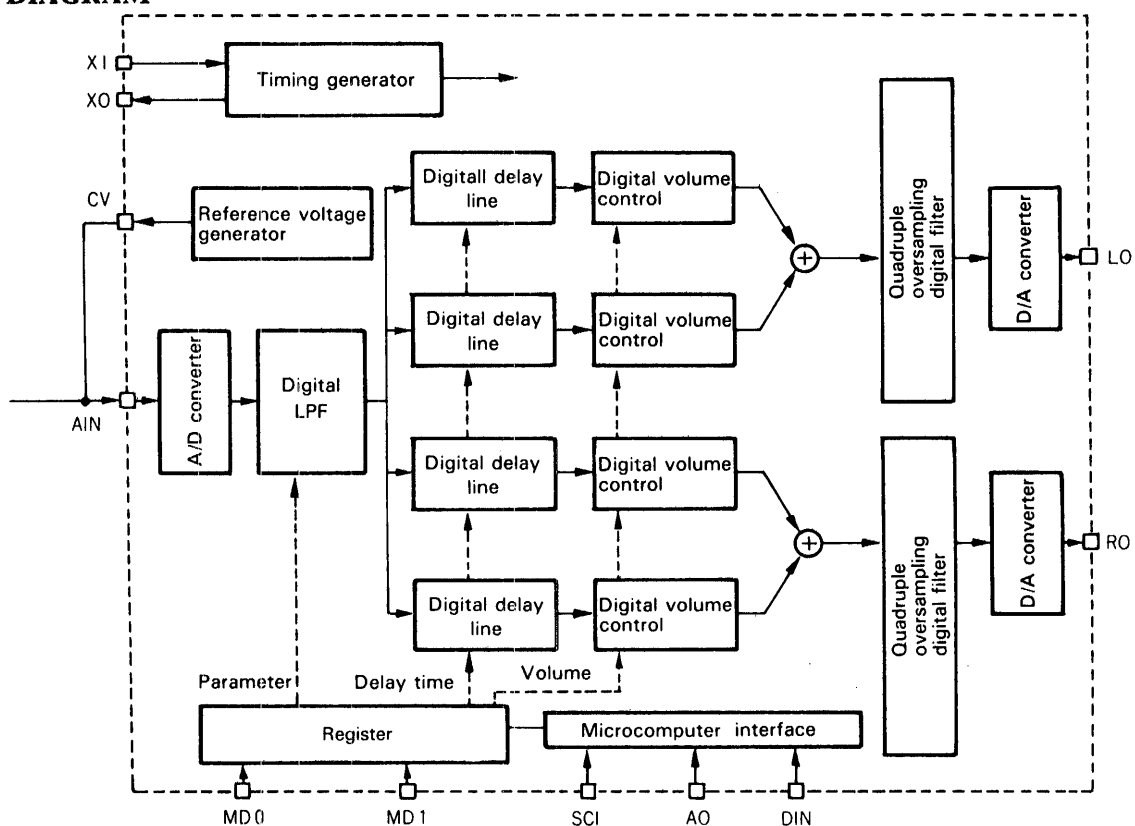 DIAGRAM
XI
XO
Timing generator
CV
Reference voltage
generator
Digitall delay
line
Digital volume
control
+
Quadruple
oversampling
digital filter
D/A converter
LO
Digital delay
line
Digital volume
control
AIN
A/D converter
Digital
LPF
Digital delay
line
Digital volume
control
+
Quadruple
oversampling
digital filter
D/A converter
RO
Digital delay
line
Digital volume
control
Parameter
Delay time
Volume
Register
Microcomputer interface
MD0
MD1
SCI
AO
DIN